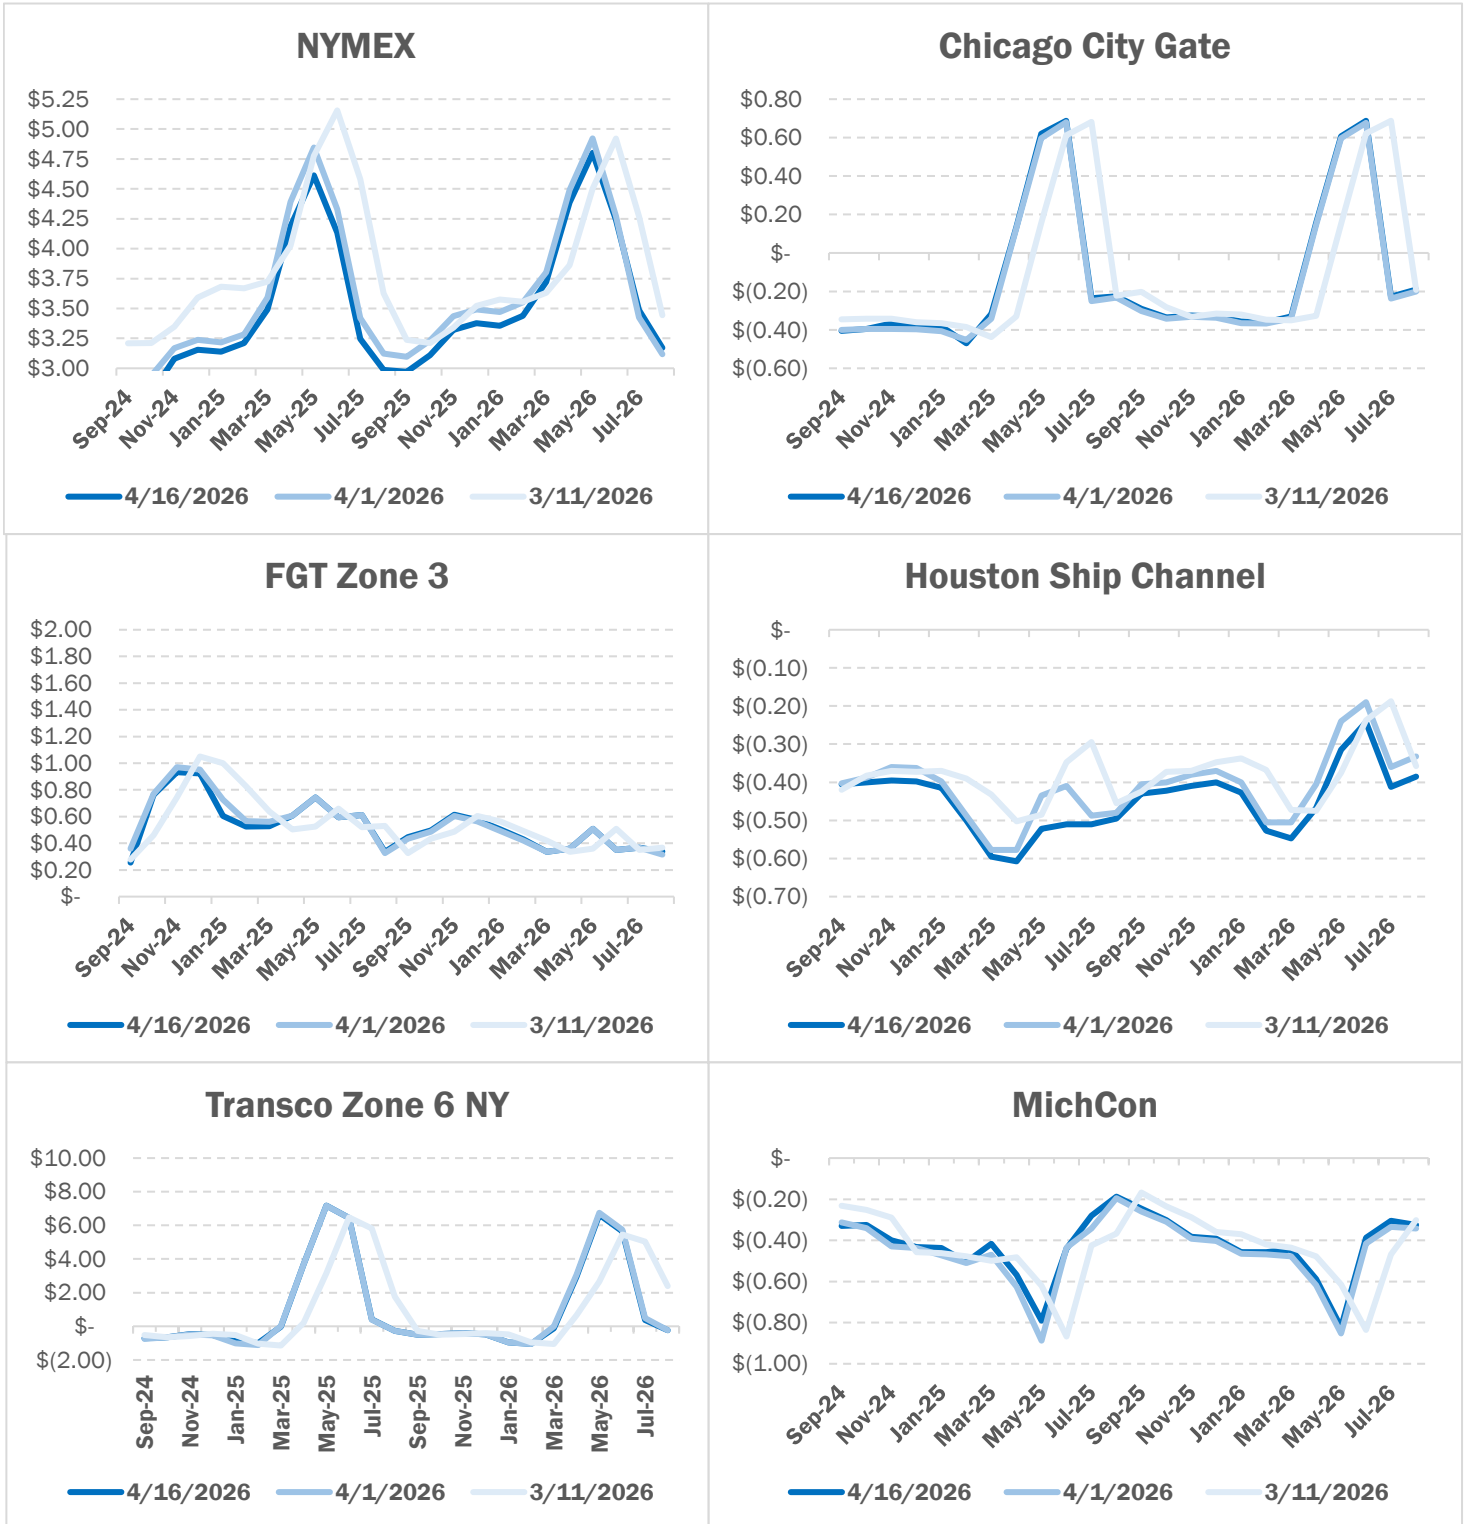 NYMEX
$5.25
$5.00
$4.75
$4.50
$4.25
$4.00
$3.75
$3.50
$3.25
$3.00
Sep-24 Nov-24 Jan-25 Mar-25 May-25 Jul-25 Sep-25 Nov-25 Jan-26 Mar-26 May-26 Jul-26
4/16/2026 4/1/2026 3/11/2026
Chicago City Gate
$0.80
$0.60
$0.40
$0.20
$-
$(0.20)
$(0.40)
$(0.60)
Sep-24 Nov-24 Jan-25 Mar-25 May-25 Jul-25 Sep-25 Nov-25 Jan-26 Mar-26 May-26 Jul-26
4/16/2026 4/1/2026 3/11/2026
FGT Zone 3
$2.00
$1.80
$1.60
$1.40
$1.20
$1.00
$0.80
$0.60
$0.40
$0.20
$-
Sep-24 Nov-24 Jan-25 Mar-25 May-25 Jul-25 Sep-25 Nov-25 Jan-26 Mar-26 May-26 Jul-26
4/16/2026 4/1/2026 3/11/2026
Houston Ship Channel
$-
$(0.10)
$(0.20)
$(0.30)
$(0.40)
$(0.50)
$(0.60)
$(0.70)
Sep-24 Nov-24 Jan-25 Mar-25 May-25 Jul-25 Sep-25 Nov-25 Jan-26 Mar-26 May-26 Jul-26
4/16/2026 4/1/2026 3/11/2026
Transco Zone 6 NY
$10.00
$8.00
$6.00
$4.00
$2.00
$-
$(2.00)
Sep-24 Nov-24 Jan-25 Mar-25 May-25 Jul-25 Sep-25 Nov-25 Jan-26 Mar-26 May-26 Jul-26
4/16/2026 4/1/2026 3/11/2026
MichCon
$-
$(0.20)
$(0.40)
$(0.60)
$(0.80)
$(1.00)
Sep-24 Nov-24 Jan-25 Mar-25 May-25 Jul-25 Sep-25 Nov-25 Jan-26 Mar-26 May-26 Jul-26
4/16/2026 4/1/2026 3/11/2026